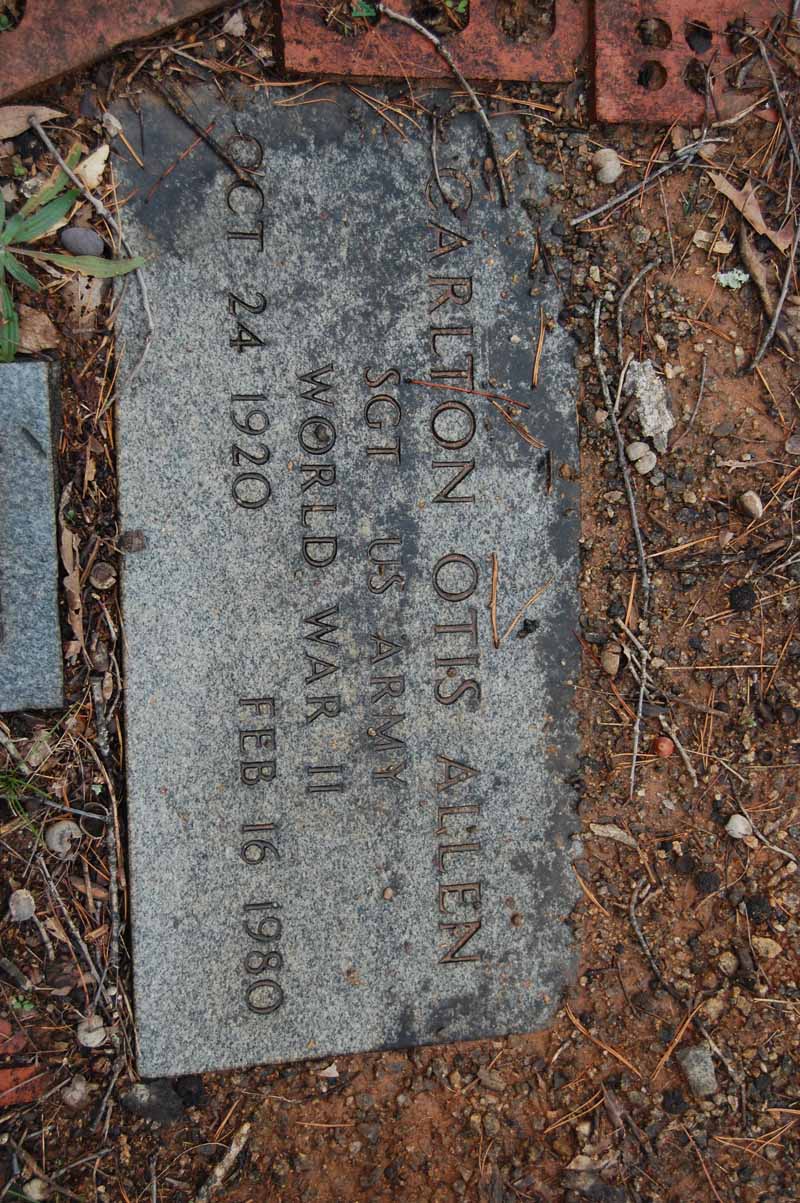 CARLTON OTIS ALLEN
SGT US ARMY
WORLD WAR II
OCT 24 1920 FEB 16 1980